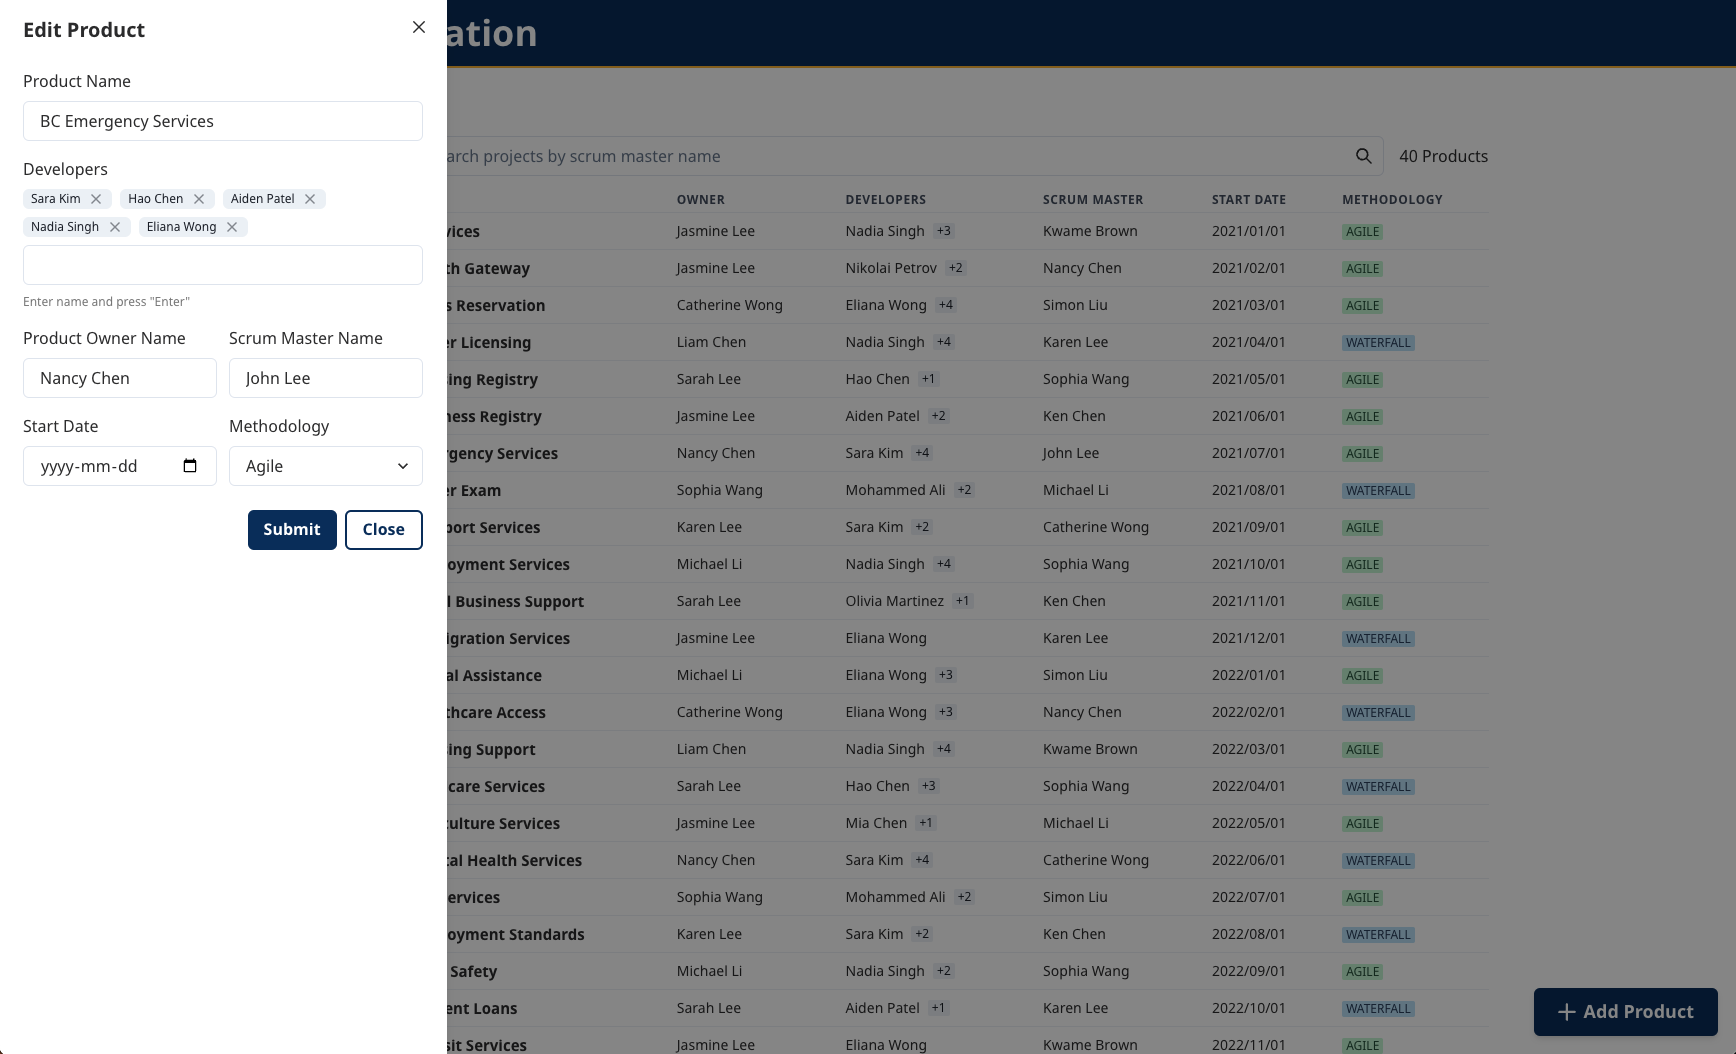 Edit Product
Product Name
BC Emergency Services
Developers
Sara Kim Hao Chen Aiden Patel
Nadia Singh Eliana Wong
Enter name and press "Enter"
Product Owner Name Scrum Master Name
Nancy Chen John Lee
Start Date Methodology
yyyy-mm-dd Agile
Submit Close
ation
arch projects by scrum master name 40 Products
OWNER DEVELOPERS SCRUM MASTER START DATE METHODOLOGY
vices Jasmine Lee Nadia Singh +3 Kwame Brown 2021/01/01 AGILE
th Gateway Jasmine Lee Nikolai Petrov +2 Nancy Chen 2021/02/01 AGILE
s Reservation Catherine Wong Eliana Wong +4 Simon Liu 2021/03/01 AGILE
er Licensing Liam Chen Nadia Singh +4 Karen Lee 2021/04/01 WATERFALL
sing Registry Sarah Lee Hao Chen +1 Sophia Wang 2021/05/01 AGILE
ness Registry Jasmine Lee Aiden Patel +2 Ken Chen 2021/06/01 AGILE
rgency Services Nancy Chen Sara Kim +4 John Lee 2021/07/01 AGILE
er Exam Sophia Wang Mohammed Ali +2 Michael Li 2021/08/01 WATERFALL
port Services Karen Lee Sara Kim +2 Catherine Wong 2021/09/01 AGILE
oyment Services Michael Li Nadia Singh +4 Sophia Wang 2021/10/01 AGILE
l Business Support Sarah Lee Olivia Martinez +1 Ken Chen 2021/11/01 AGILE
igration Services Jasmine Lee Eliana Wong Karen Lee 2021/12/01 WATERFALL
al Assistance Michael Li Eliana Wong +3 Simon Liu 2022/01/01 AGILE
thcare Access Catherine Wong Eliana Wong +3 Nancy Chen 2022/02/01 WATERFALL
sing Support Liam Chen Nadia Singh +4 Kwame Brown 2022/03/01 AGILE
care Services Sarah Lee Hao Chen +3 Sophia Wang 2022/04/01 WATERFALL
culture Services Jasmine Lee Mia Chen +1 Michael Li 2022/05/01 AGILE
tal Health Services Nancy Chen Sara Kim +4 Catherine Wong 2022/06/01 WATERFALL
ervices Sophia Wang Mohammed Ali +2 Simon Liu 2022/07/01 AGILE
oyment Standards Karen Lee Sara Kim +2 Ken Chen 2022/08/01 WATERFALL
Safety Michael Li Nadia Singh +2 Sophia Wang 2022/09/01 AGILE
ent Loans Sarah Lee Aiden Patel +1 Karen Lee 2022/10/01 WATERFALL
sit Services Jasmine Lee Eliana Wong Kwame Brown 2022/11/01 AGILE
Add Product